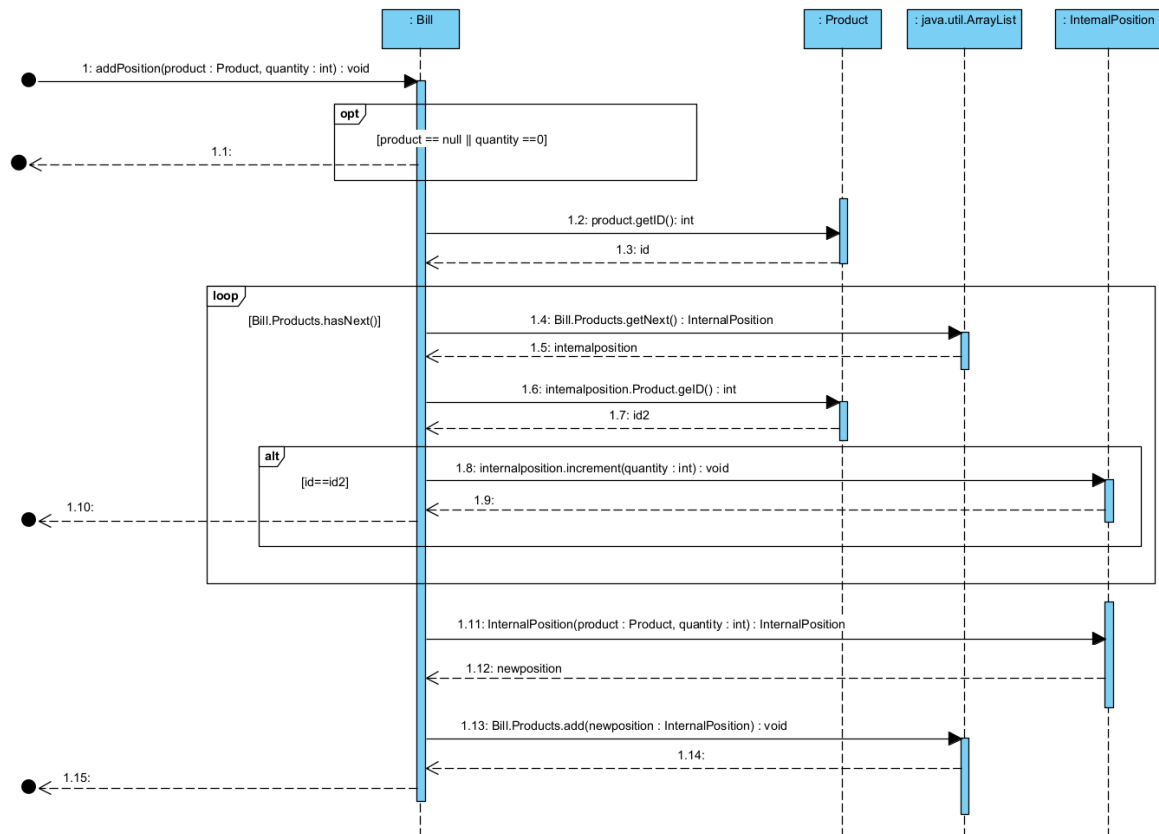 : Bill
: Product
: java.util.ArrayList
: InternalPosition
1: addPosition(product : Product, quantity : int) : void
opt
[product == null || quantity ==0]
1.1:
1.2: product.getID(): int
1.3: id
loop
[Bill.Products.hasNext()]
1.4: Bill.Products.getNext() : InternalPosition
1.5: internalposition
1.6: internalposition.Product.geID() : int
1.7: id2
alt
1.8: internalposition.increment(quantity : int) : void
[id==id2]
1.9:
1.10:
1.11: InternalPosition(product : Product, quantity : int) : InternalPosition
1.12: newposition
1.13: Bill.Products.add(newposition : InternalPosition) : void
1.14:
1.15: